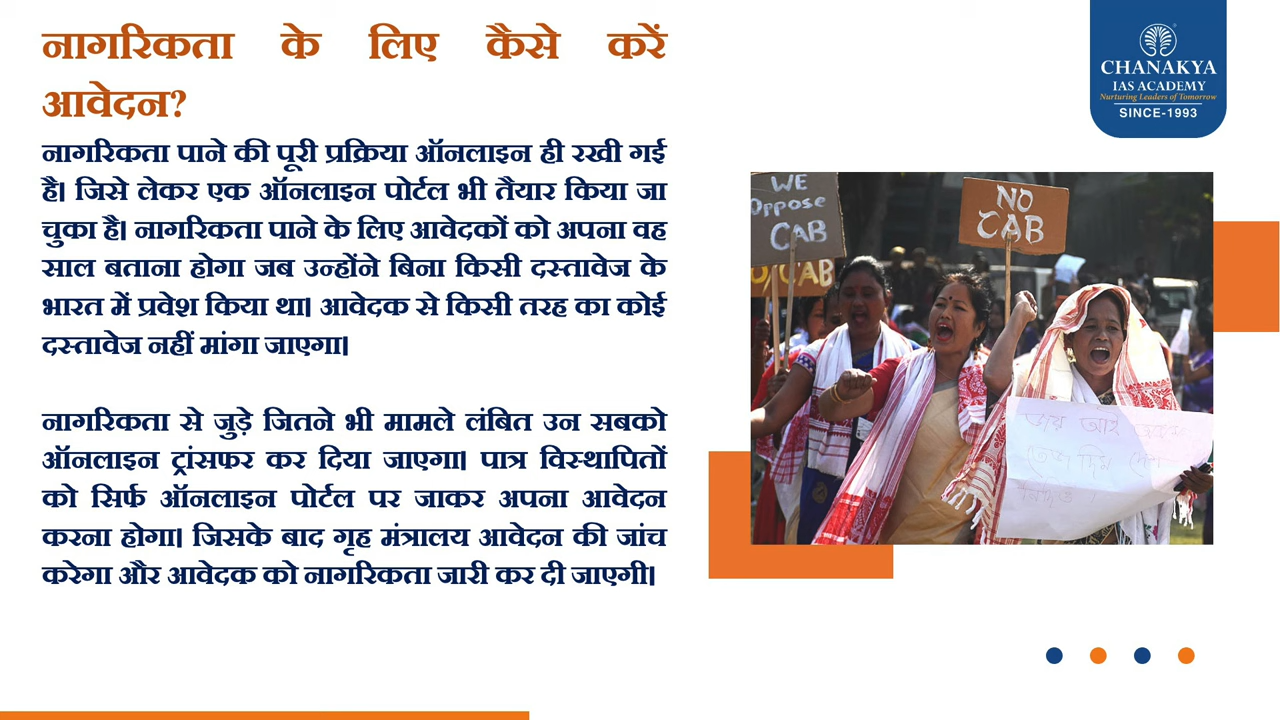 नागरिकता के लिए कैसे करें
आवेदन?
नागरिकता पाने की पूरी प्रक्रिया ऑनलाइन ही रखी गई
है। जिसे लेकर एक ऑनलाइन पोर्टल भी तैयार किया जा
चुका है। नागरिकता पाने के लिए आवेदकों को अपना वह
साल बताना होगा जब उन्होंने बिना किसी दस्तावेज के
भारत में प्रवेश किया था। आवेदक से किसी तरह का कोई
दस्तावेज नहीं मांगा जाएगा।
नागरिकता से जुड़े जितने भी मामले लंबित उन सबको
ऑनलाइन ट्रांसफर कर दिया जाएगा। पात्र विस्थापितों
को सिर्फ ऑनलाइन पोर्टल पर जाकर अपना आवेदन
करना होगा। जिसके बाद गृह मंत्रालय आवेदन की जांच
करेगा और आवेदक को नागरिकता जारी कर दी जाएगी।
CHANAKYA
IAS ACADEMY
Nurturing Leaders of Tomorrow
SINCE-1993
WE
Oppose
CAB
CAB
NO
CAB